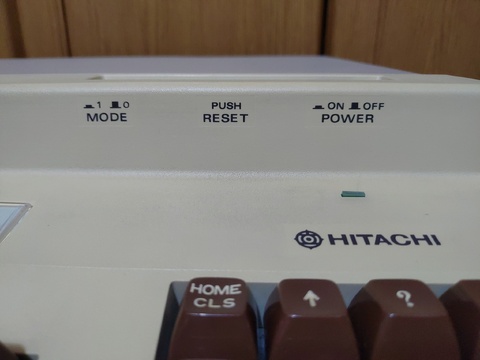 1 0
MODE
PUSH
RESET
ON OFF
POWER
HITACHI
HOME
CLS
↑
?